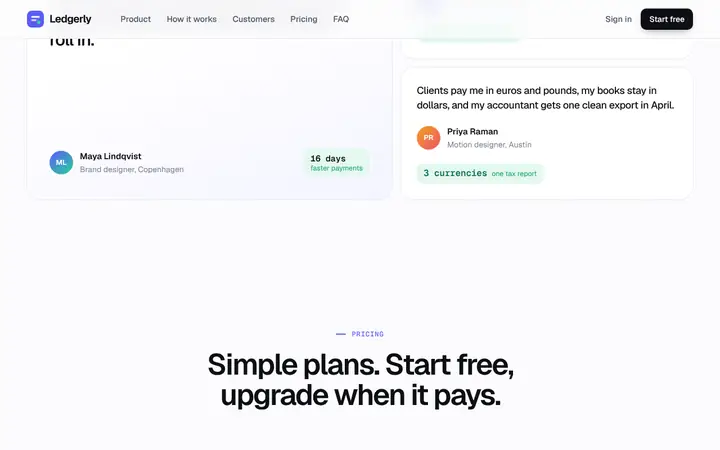 Ledgerly
Product
How it works
Customers
Pricing
FAQ
Sign in
Start free
roll in.
Maya Lindqvist
Brand designer, Copenhagen
ML
16 days
faster payments
Clients pay me in euros and pounds, my books stay in
dollars, and my accountant gets one clean export in April.
PR
Priya Raman
Motion designer, Austin
3 currencies one tax report
PRICING
Simple plans. Start free,
upgrade when it pays.